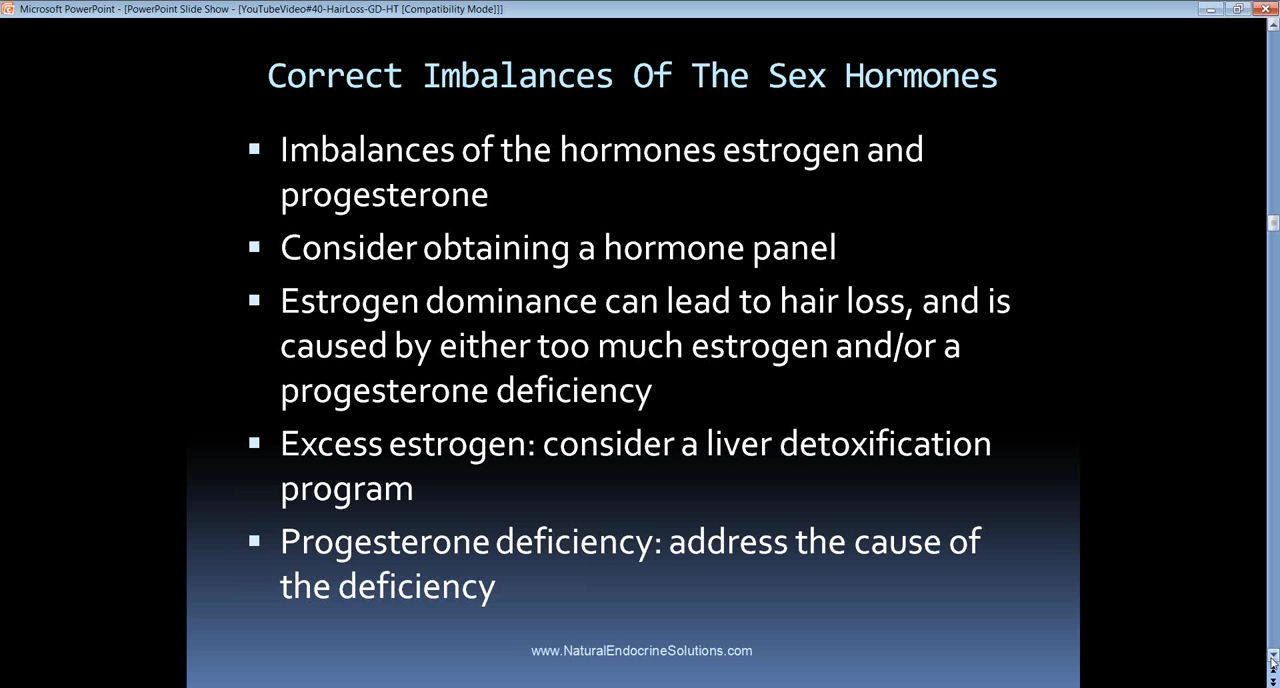 Microsoft PowerPoint - [PowerPoint Slide Show - [YouTubeVideo#40-HairLoss-GD-HT [Compatibility Mode]]]
Correct Imbalances Of The Sex Hormones
Imbalances of the hormones estrogen and
progesterone
Consider obtaining a hormone panel
Estrogen dominance can lead to hair loss, and is
caused by either too much estrogen and/or a
progesterone deficiency
Excess estrogen: consider a liver detoxification
program
Progesterone deficiency: address the cause of
the deficiency
www.NaturalEndocrineSolutions.com